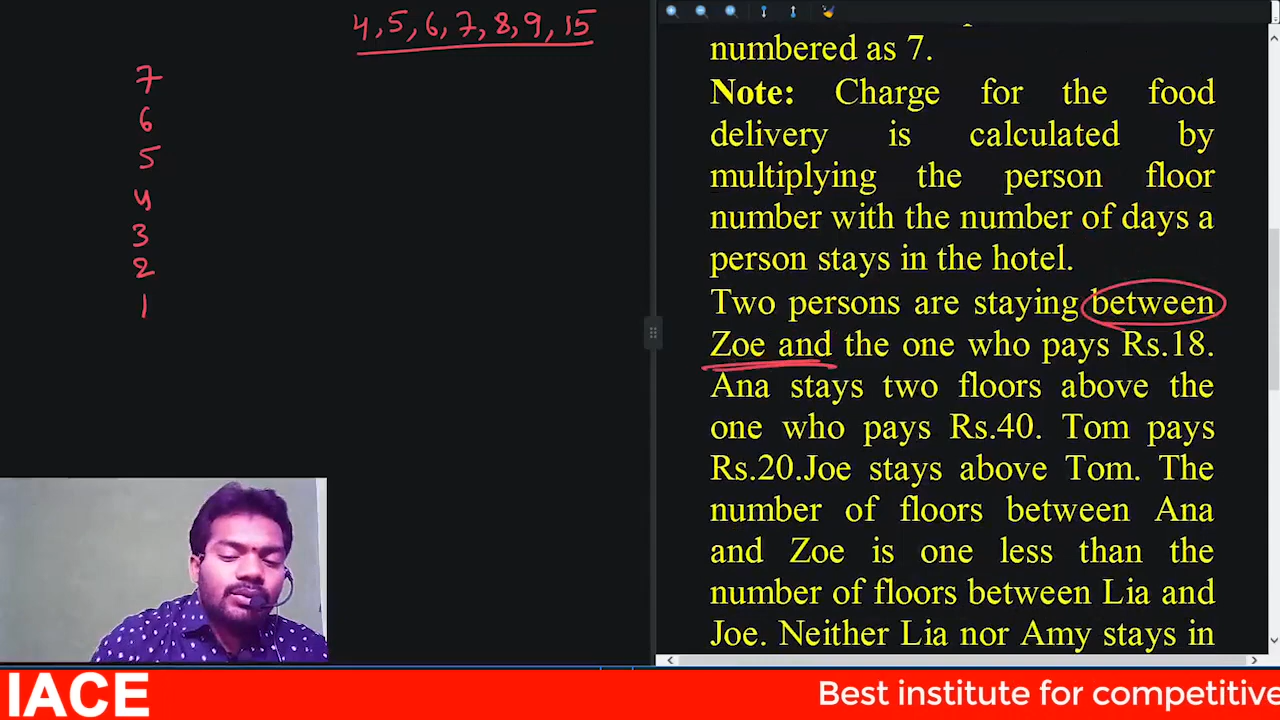 4, 5, 6, 7, 8, 9, 15
7
6
5
4
3
2
1
numbered as 7.
Note: Charge for the food
delivery is calculated by
multiplying the person floor
number with the number of days a
person stays in the hotel.
Two persons are staying between
Zoe and the one who pays Rs.18.
Ana stays two floors above the
one who pays Rs.40. Tom pays
Rs.20.Joe stays above Tom. The
number of floors between Ana
and Zoe is one less than the
number of floors between Lia and
Joe. Neither Lia nor Amy stays in
IACE
Best institute for competitive